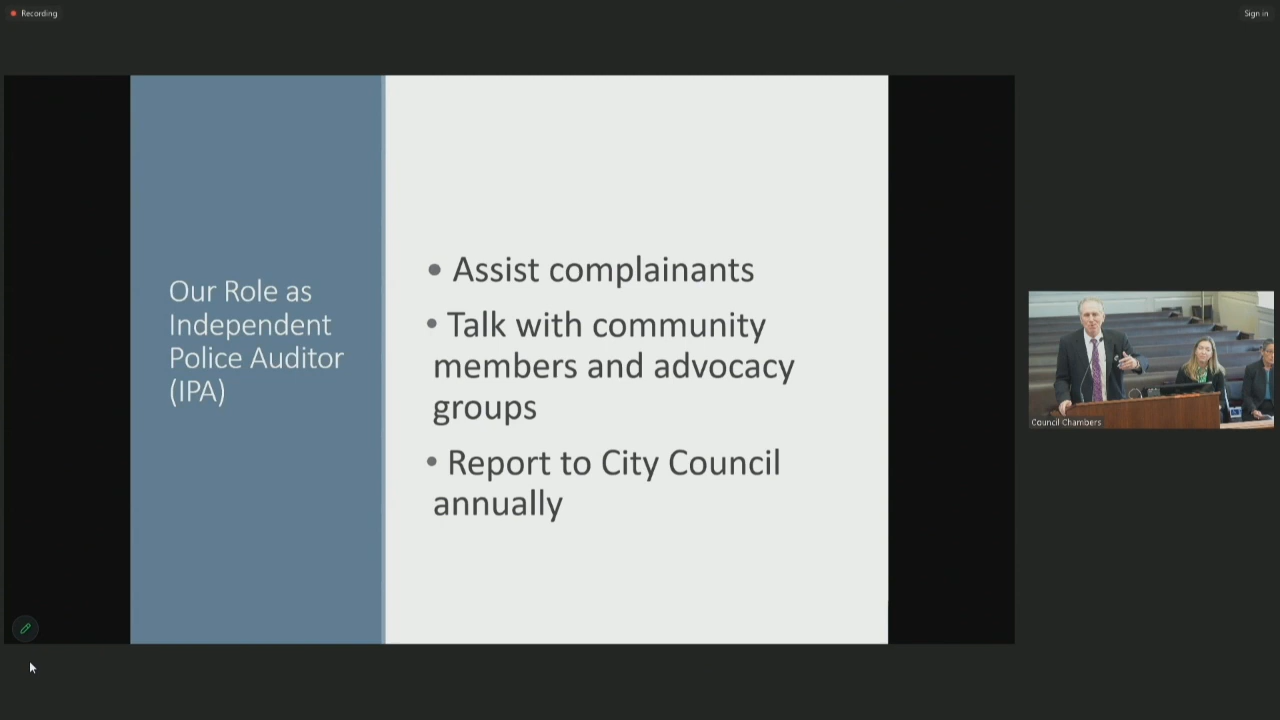 Recording
Sign in
Our Role as
Independent
Police Auditor
(IPA)
• Assist complainants
• Talk with community
members and advocacy
groups
• Report to City Council
annually
Council Chambers